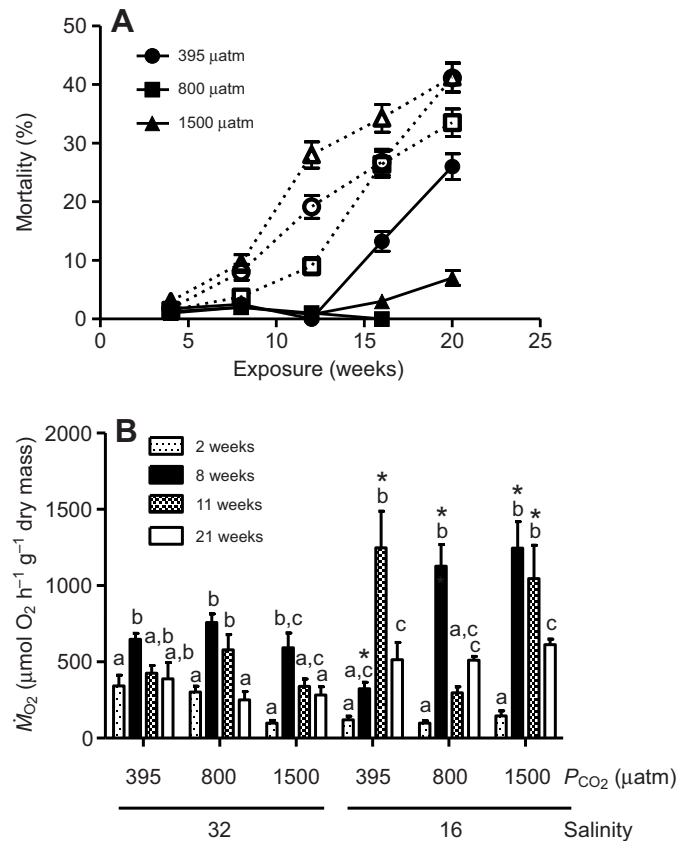 A
50
40
30
20
10
0
Mortality (%)
395 µatm
800 µatm
1500 µatm
0 5 10 15 20 25
Exposure (weeks)
B
2000
1500
1000
500
0
ṀO₂ (µmol O₂ h⁻¹ g⁻¹ dry mass)
2 weeks
8 weeks
11 weeks
21 weeks
a b a,b a,b
a b b a
a b,c a,c a
a * a,c * b c
a * b a,c c
a * b * b c
395 800 1500 395 800 1500 PCO₂ (µatm)
32 16 Salinity